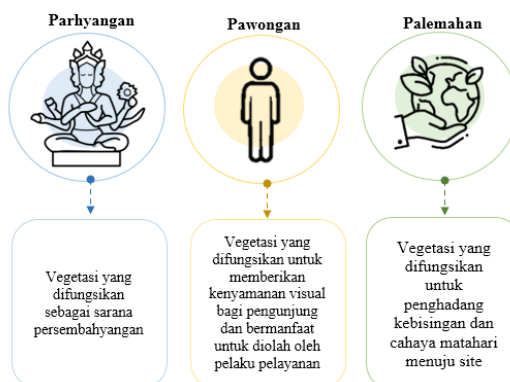 Parhyangan
Pawongan
Palemahan
Vegetasi yang
difungsikan
sebagai sarana
persembahyangan
Vegetasi yang
difungsikan untuk
memberikan
kenyamanan visual
bagi pengunjung
dan bermanfaat
untuk diolah oleh
pelaku pelayanan
Vegetasi yang
difungsikan
untuk
penghadang
kebisingan dan
cahaya matahari
menuju site